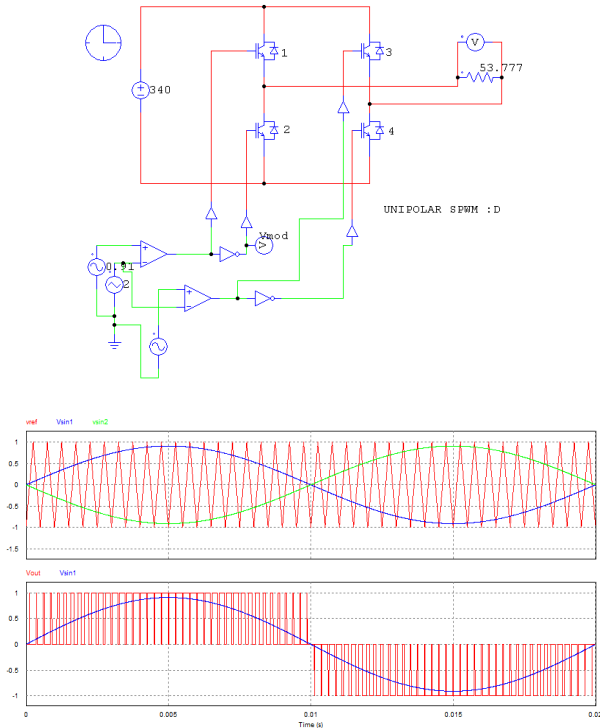 1
3
V
53.777
340
2
4
UNIPOLAR SPWM :D
Vmod
V
0.91
2
vref Vsin1 vsin2
1
0.5
0
-0.5
-1
-1.5
Vout Vsin1
1
0.5
0
-0.5
-1
0 0.005 0.01 0.015 0.02
Time (s)